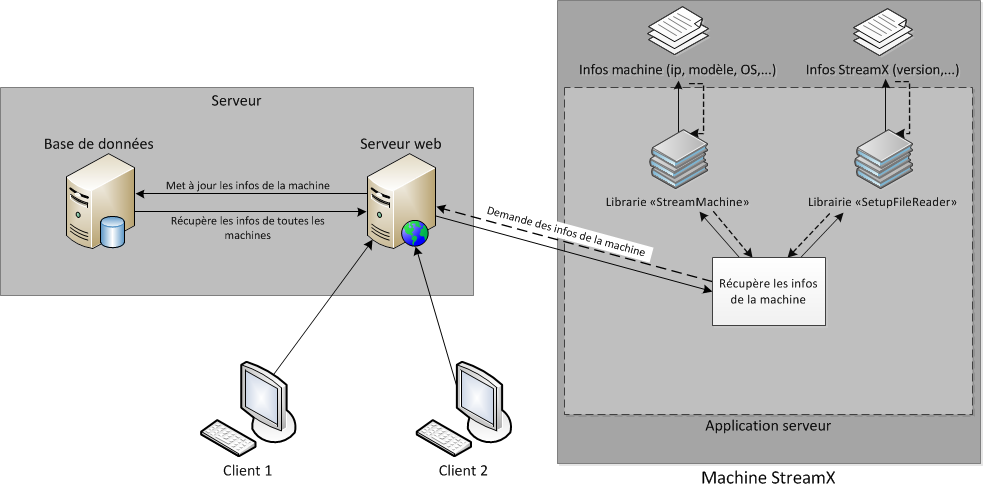 Infos machine (ip, modèle, OS,...)
Infos StreamX (version,...)
Serveur
Base de données
Serveur web
Met à jour les infos de la machine
Récupère les infos de toutes les
machines
Librarie «StreamMachine»
Librairie «SetupFileReader»
Demande des infos de la machine
Récupère les infos
de la machine
Application serveur
Client 1
Client 2
Machine StreamX